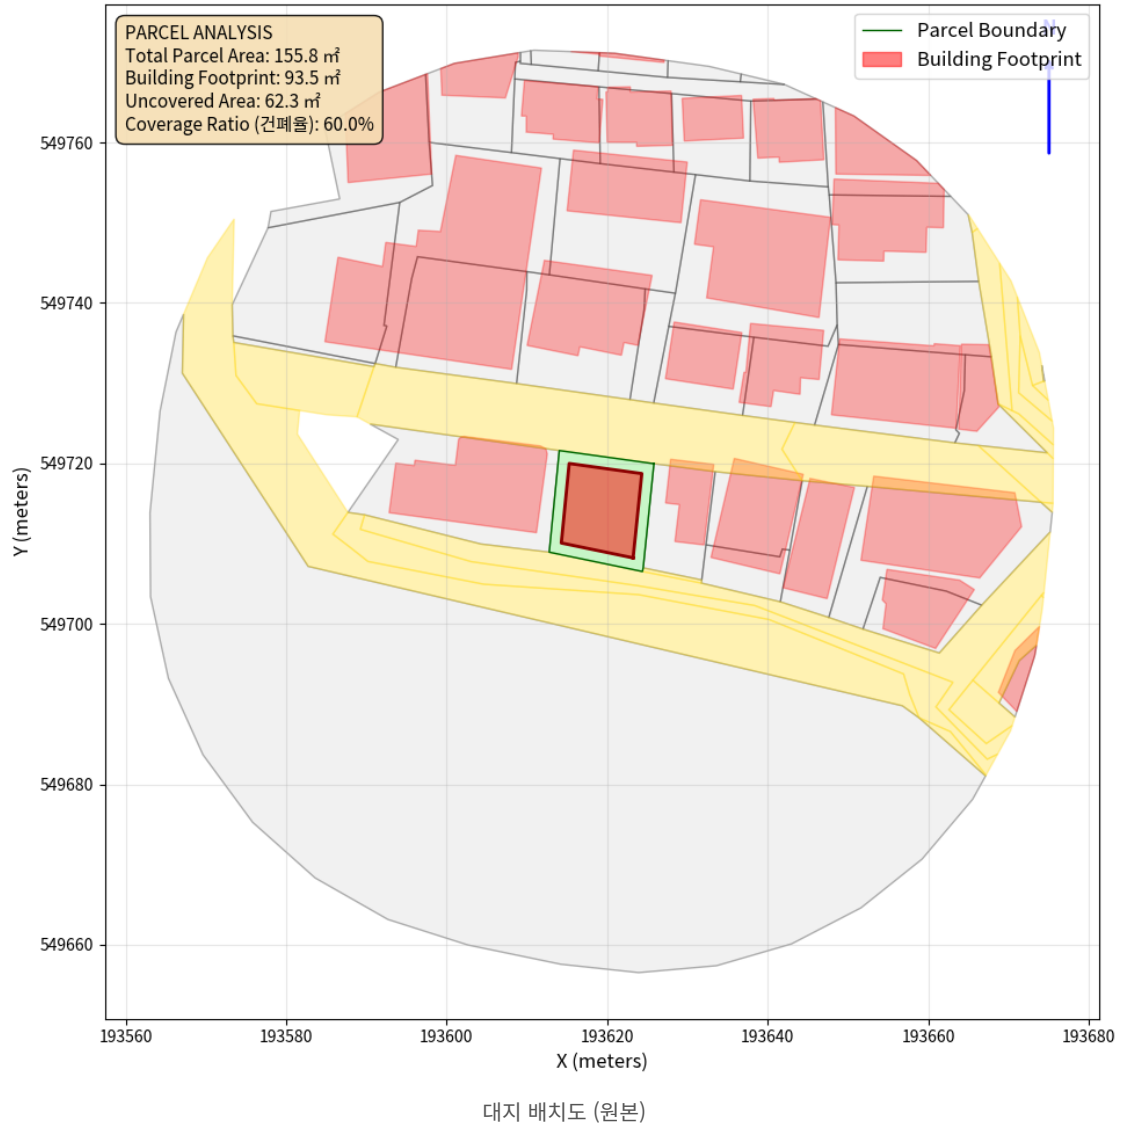 PARCEL ANALYSIS
Total Parcel Area: 155.8 ㎡
Building Footprint: 93.5 ㎡
Uncovered Area: 62.3 ㎡
Coverage Ratio (건폐율): 60.0%
N
Parcel Boundary
Building Footprint
549760
549740
549720
549700
549680
549660
Y (meters)
193560
193580
193600
193620
193640
193660
193680
X (meters)
대지 배치도 (원본)